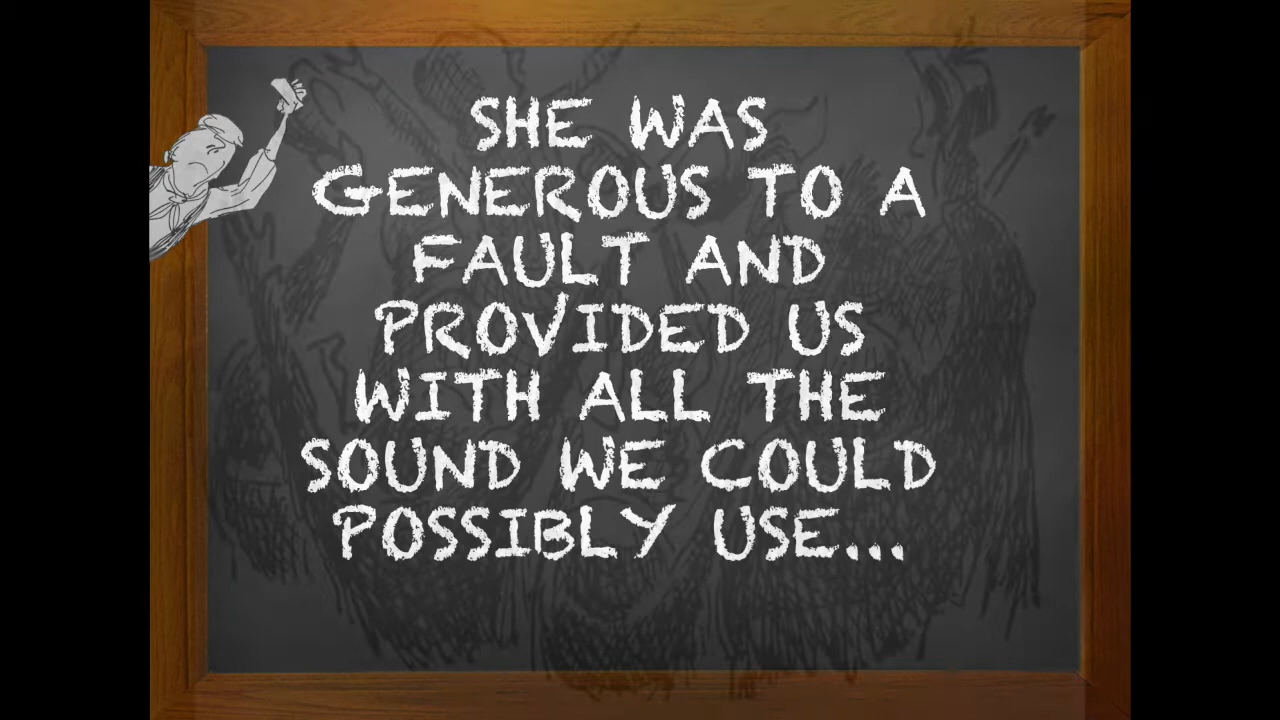 SHE WAS
GENEROUS TO A
FAULT AND
PROVIDED US
WITH ALL THE
SOUND WE COULD
POSSIBLY USE...